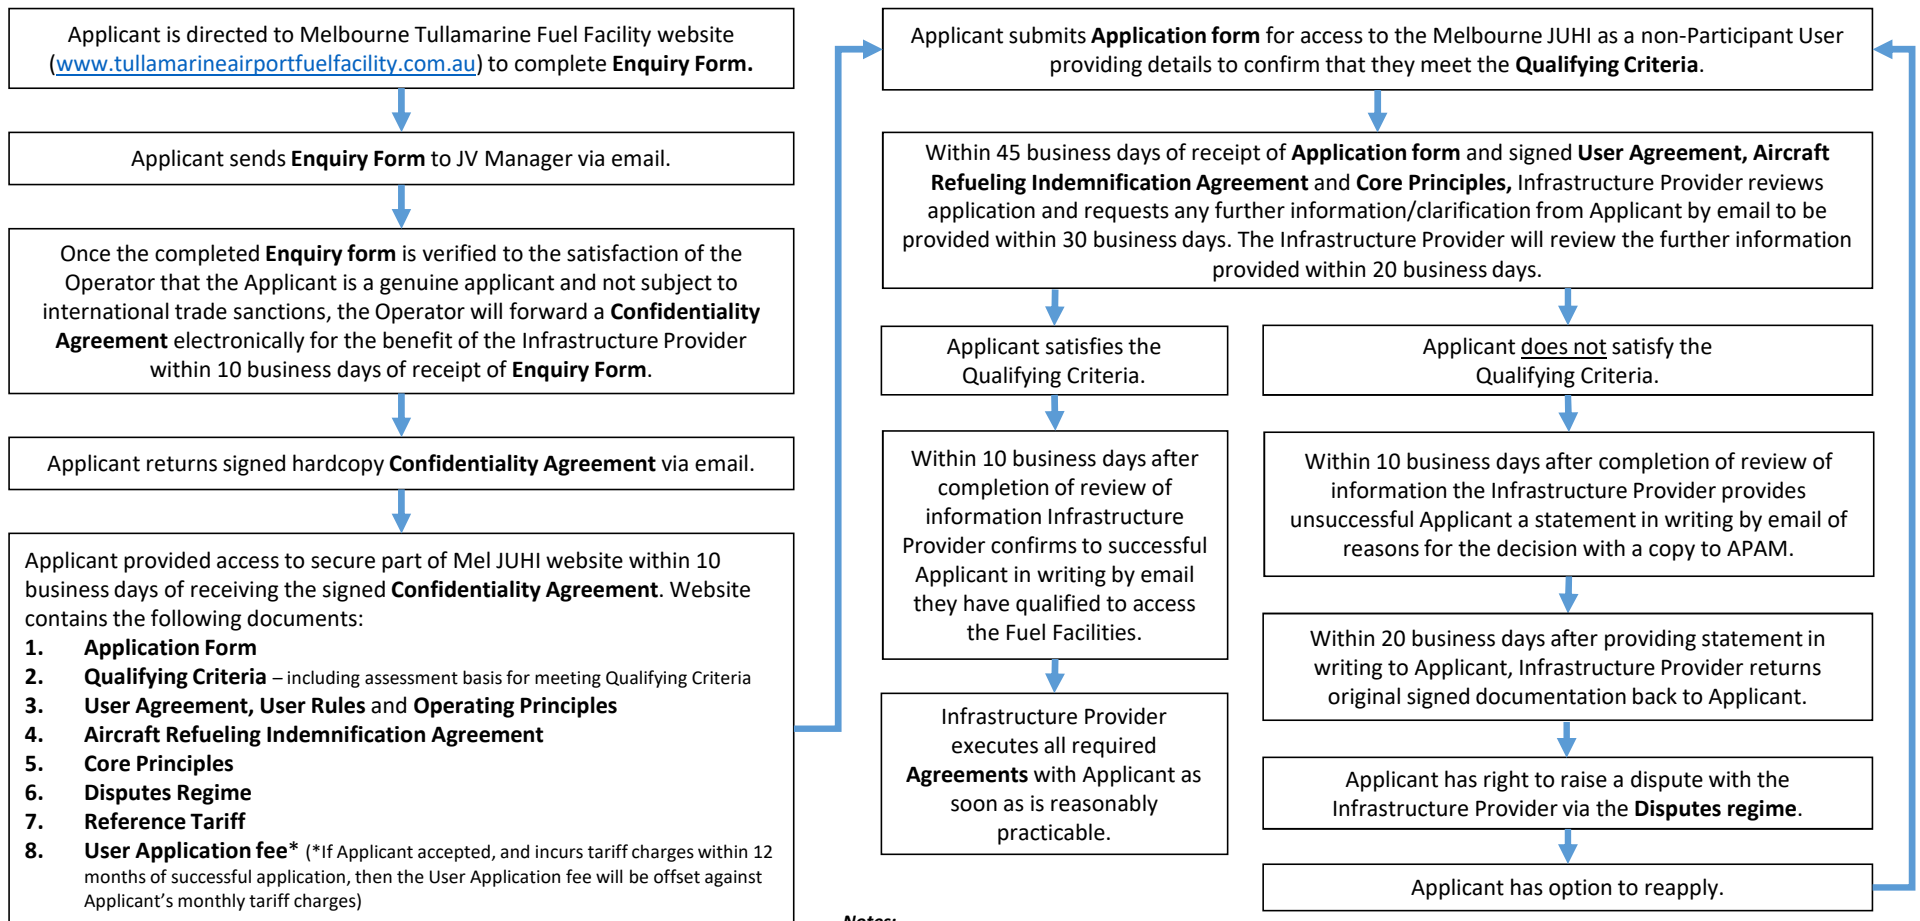 Applicant is directed to Melbourne Tullamarine Fuel Facility website
(www.tullamarineairportfuelfacility.com.au) to complete Enquiry Form.
Applicant sends Enquiry Form to JV Manager via email.
Once the completed Enquiry form is verified to the satisfaction of the
Operator that the Applicant is a genuine applicant and not subject to
international trade sanctions, the Operator will forward a Confidentiality
Agreement electronically for the benefit of the Infrastructure Provider
within 10 business days of receipt of Enquiry Form.
Applicant returns signed hardcopy Confidentiality Agreement via email.
Applicant provided access to secure part of Mel JUHI website within 10
business days of receiving the signed Confidentiality Agreement. Website
contains the following documents:
1. Application Form
2. Qualifying Criteria – including assessment basis for meeting Qualifying Criteria
3. User Agreement, User Rules and Operating Principles
4. Aircraft Refueling Indemnification Agreement
5. Core Principles
6. Disputes Regime
7. Reference Tariff
8. User Application fee* (*If Applicant accepted, and incurs tariff charges within 12
months of successful application, then the User Application fee will be offset against
Applicant's monthly tariff charges)
Applicant submits Application form for access to the Melbourne JUHI as a non-Participant User
providing details to confirm that they meet the Qualifying Criteria.
Within 45 business days of receipt of Application form and signed User Agreement, Aircraft
Refueling Indemnification Agreement and Core Principles, Infrastructure Provider reviews
application and requests any further information/clarification from Applicant by email to be
provided within 30 business days. The Infrastructure Provider will review the further information
provided within 20 business days.
Applicant satisfies the
Qualifying Criteria.
Within 10 business days after
completion of review of
information Infrastructure
Provider confirms to successful
Applicant in writing by email
they have qualified to access
the Fuel Facilities.
Infrastructure Provider
executes all required
Agreements with Applicant as
soon as is reasonably
practicable.
Applicant does not satisfy the
Qualifying Criteria.
Within 10 business days after completion of review of
information the Infrastructure Provider provides
unsuccessful Applicant a statement in writing by email of
reasons for the decision with a copy to APAM.
Within 20 business days after providing statement in
writing to Applicant, Infrastructure Provider returns
original signed documentation back to Applicant.
Applicant has right to raise a dispute with the
Infrastructure Provider via the Disputes regime.
Applicant has option to reapply.
Notes: